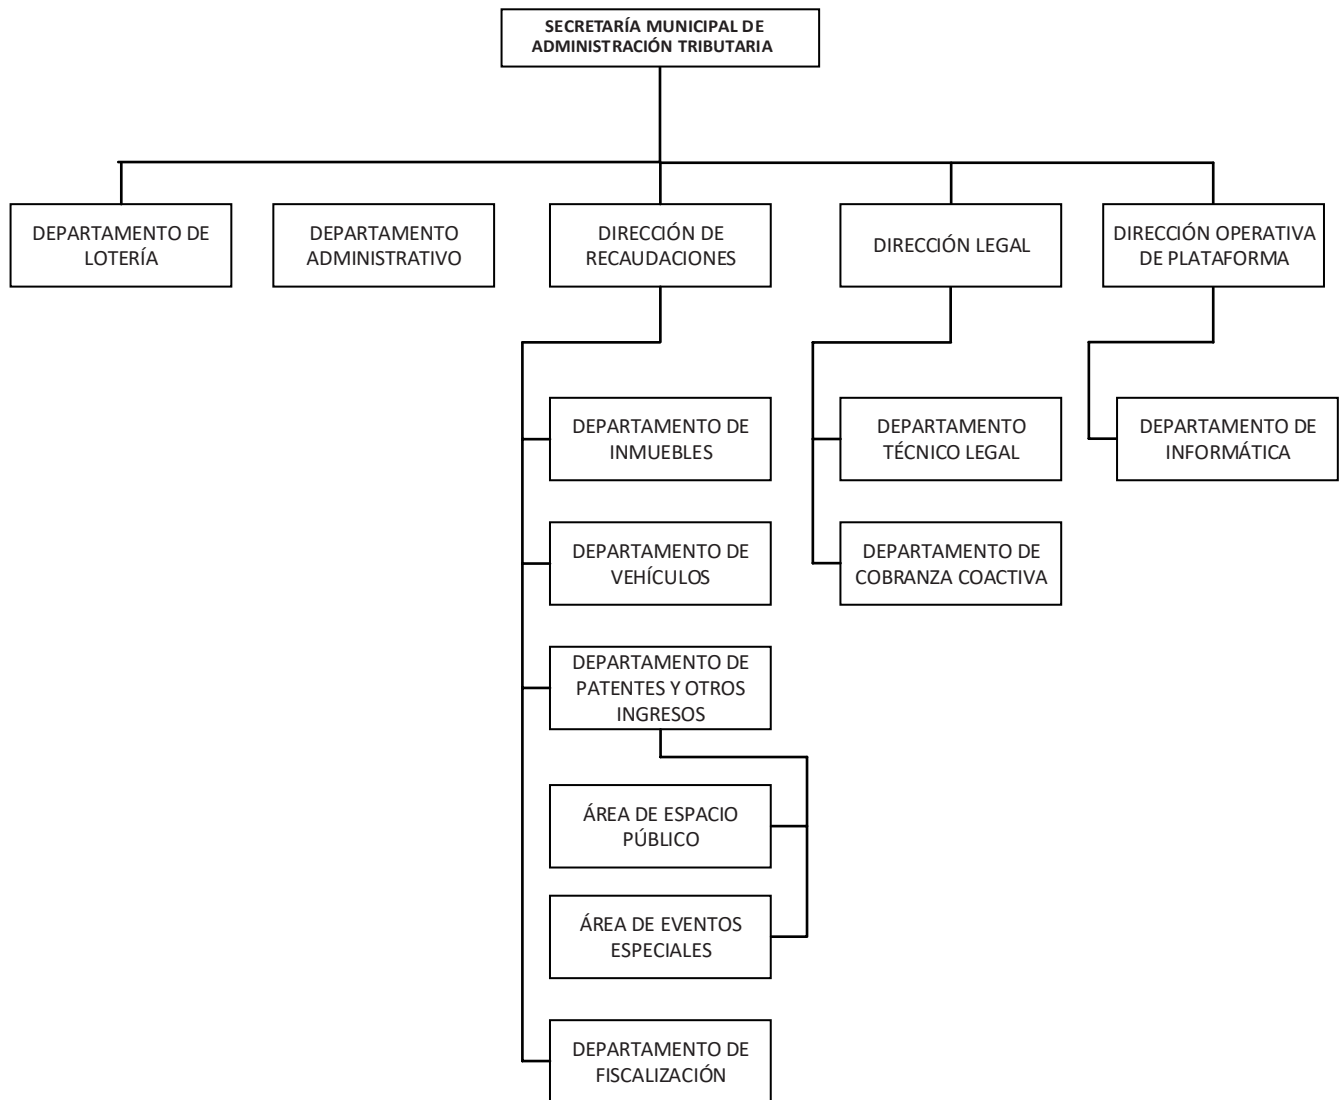 SECRETARÍA MUNICIPAL DE
ADMINISTRACIÓN TRIBUTARIA
DEPARTAMENTO DE
LOTERÍA
DEPARTAMENTO
ADMINISTRATIVO
DIRECCIÓN DE
RECAUDACIONES
DIRECCIÓN LEGAL
DIRECCIÓN OPERATIVA
DE PLATAFORMA
DEPARTAMENTO DE
INMUEBLES
DEPARTAMENTO
TÉCNICO LEGAL
DEPARTAMENTO DE
INFORMÁTICA
DEPARTAMENTO DE
VEHÍCULOS
DEPARTAMENTO DE
COBRANZA COACTIVA
DEPARTAMENTO DE
PATENTES Y OTROS
INGRESOS
ÁREA DE ESPACIO
PÚBLICO
ÁREA DE EVENTOS
ESPECIALES
DEPARTAMENTO DE
FISCALIZACIÓN